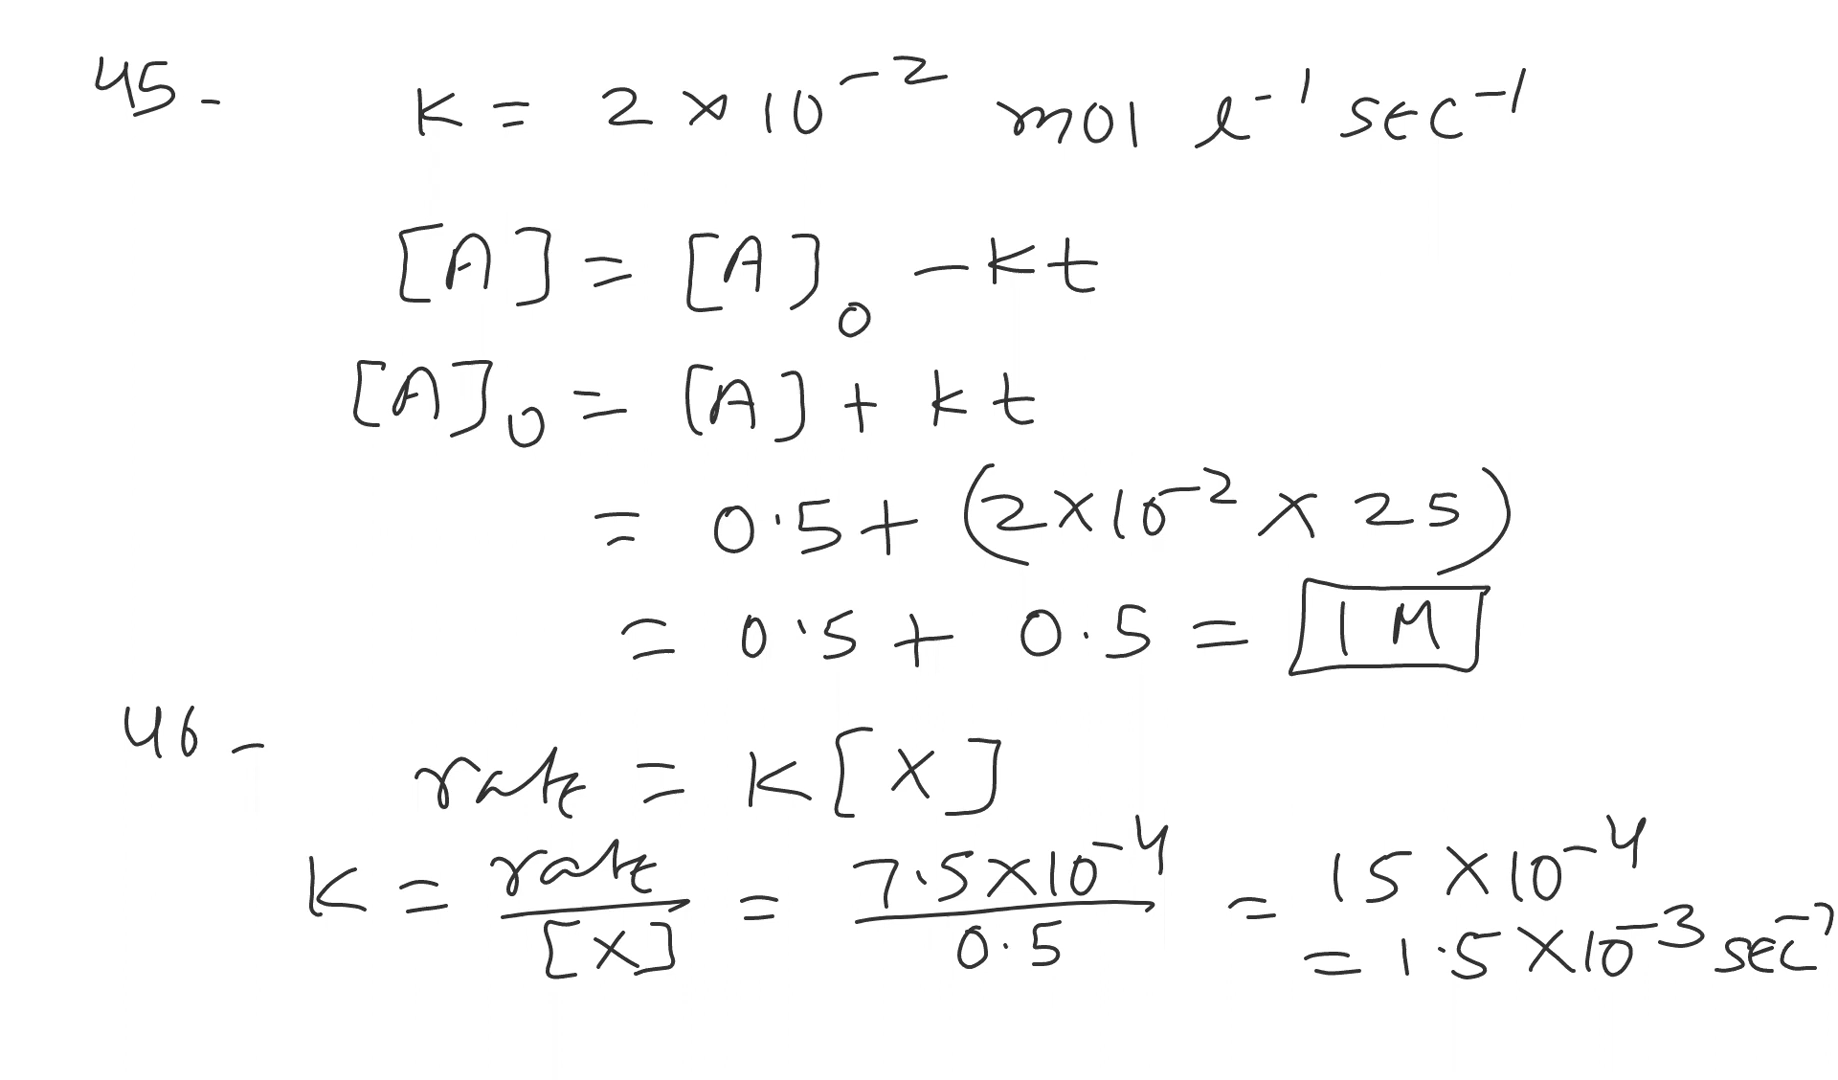 45- K = 2 × 10⁻² mol l⁻¹ sec⁻¹
[A] = [A]₀ - kt
[A]₀ = [A] + kt
= 0.5 + (2×10⁻² × 25)
= 0.5 + 0.5 = 1 M
46- rate = K[X]
K = rate/[X] = 7.5×10⁻⁴/0.5 = 15 ×10⁻⁴
= 1.5 ×10⁻³ sec⁻¹